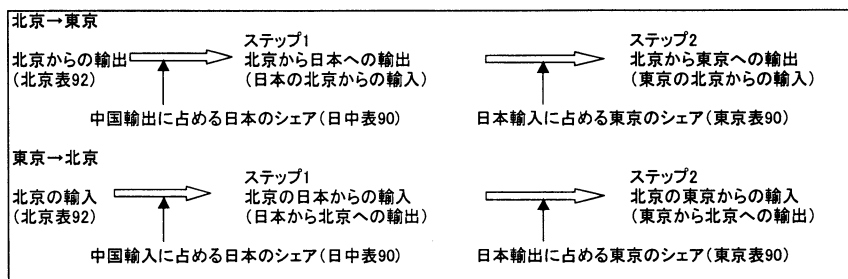 北京→東京
ステップ1
ステップ2
北京からの輸出
北京から日本への輸出
北京から東京への輸出
(北京表92)
(日本の北京からの輸入)
(東京の北京からの輸入)
中国輸出に占める日本のシェア(日中表90)
日本輸入に占める東京のシェア(東京表90)
東京→北京
ステップ1
ステップ2
北京の輸入
北京の日本からの輸入
北京の東京からの輸入
(北京表92)
(日本から北京への輸出)
(東京から北京への輸出)
中国輸入に占める日本のシェア(日中表90)
日本輸出に占める東京のシェア(東京表90)